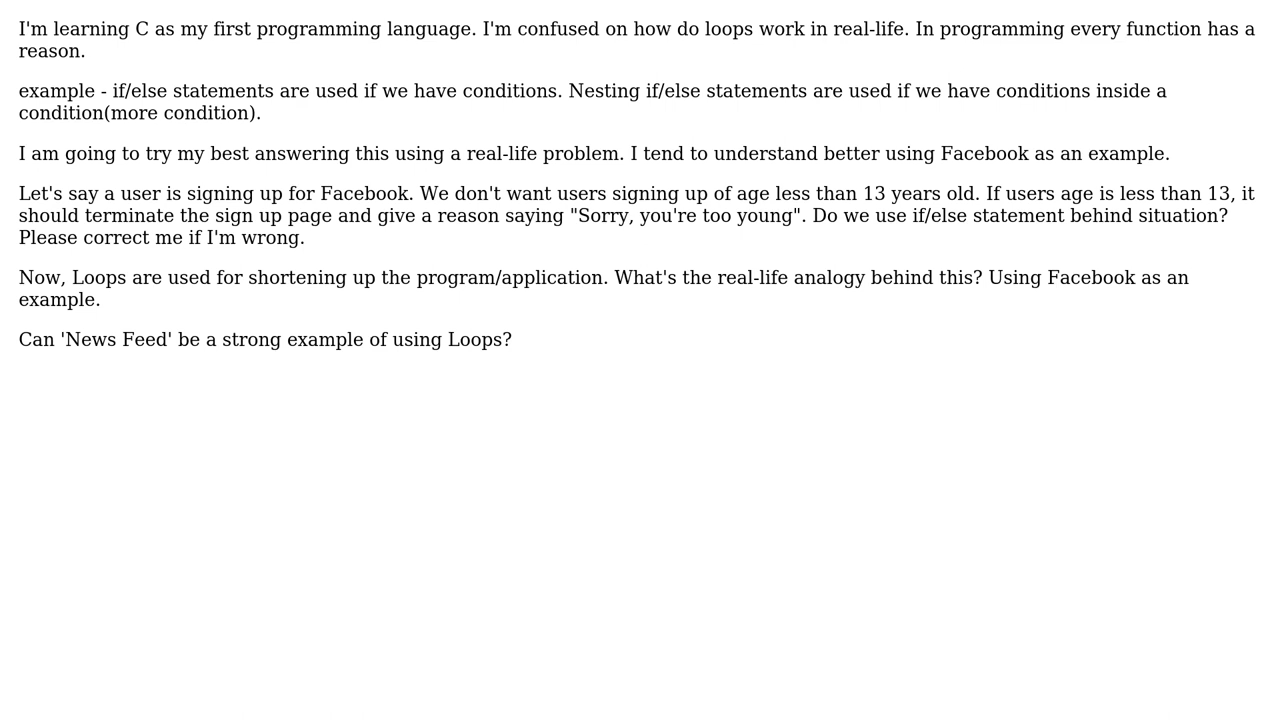 I'm learning C as my first programming language. I'm confused on how do loops work in real-life. In programming every function has a
reason.
example - if/else statements are used if we have conditions. Nesting if/else statements are used if we have conditions inside a
condition(more condition).
I am going to try my best answering this using a real-life problem. I tend to understand better using Facebook as an example.
Let's say a user is signing up for Facebook. We don't want users signing up of age less than 13 years old. If users age is less than 13, it
should terminate the sign up page and give a reason saying "Sorry, you're too young". Do we use if/else statement behind situation?
Please correct me if I'm wrong.
Now, Loops are used for shortening up the program/application. What's the real-life analogy behind this? Using Facebook as an
example.
Can 'News Feed' be a strong example of using Loops?